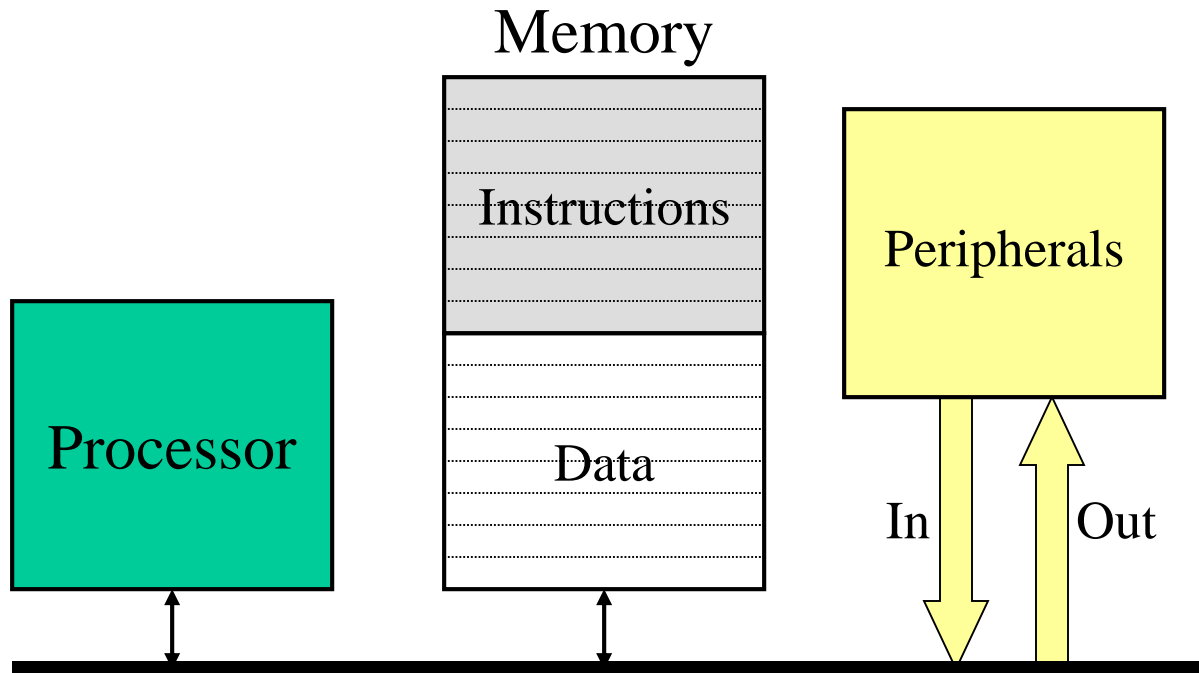 Memory
Instructions
Peripherals
Processor
Data
In
Out